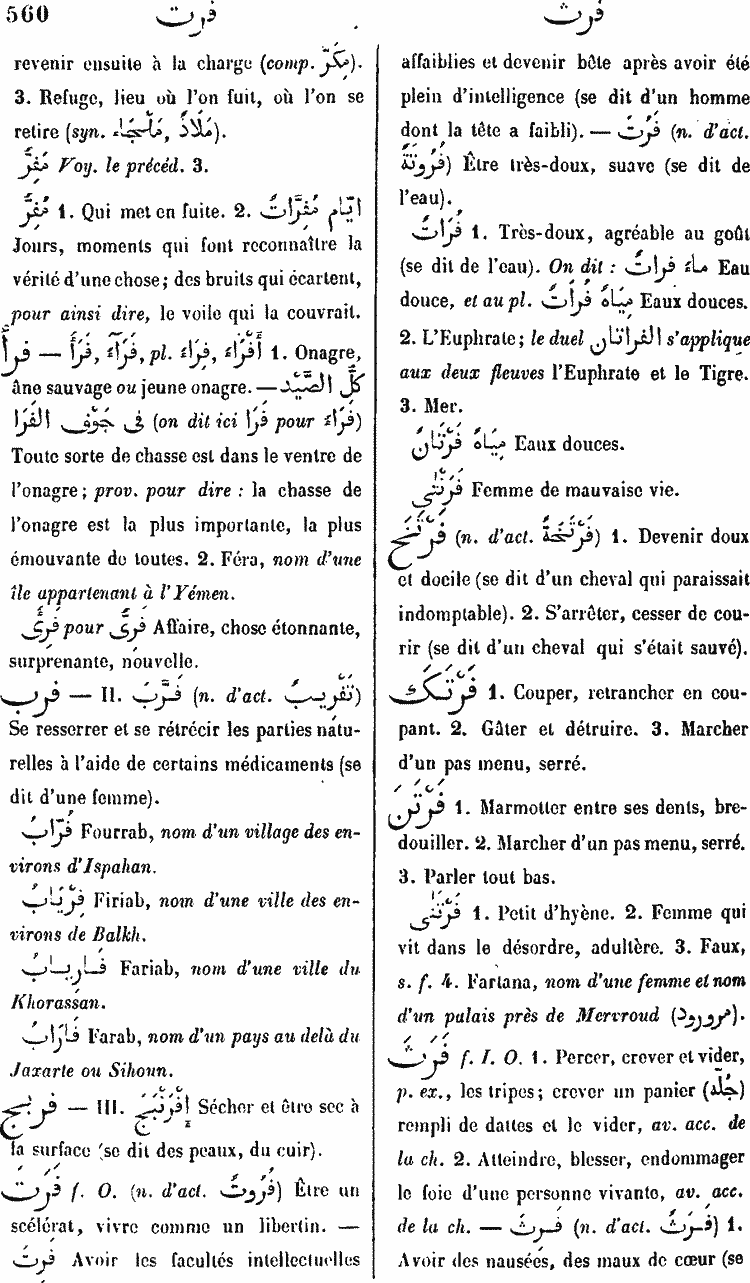 560 فرت فرث
revenir ensuite à la charge (comp. مِكَرّ).
3. Refuge, lieu où l'on fuit, où l'on se
retire (syn. مَلْجَاء, مَلَاذ).
مَفِرّ Voy. le précéd. 3.
مُفِرّ 1. Qui met en fuite. 2. ايّام مُفِرَّات
Jours, moments qui font reconnaître la
vérité d'une chose; des bruits qui écartent,
pour ainsi dire, le voile qui la couvrait.
فرأ — فَرَأ, فَرَآء, pl. فِرَاء, أَفْرَاء 1. Onagre,
âne sauvage ou jeune onagre. — كُلّ الصَّيْد
فى جَوْف الفَرَا (on dit ici فَرَا pour فَرَاء)
Toute sorte de chasse est dans le ventre de
l'onagre; prov. pour dire : la chasse de
l'onagre est la plus importante, la plus
émouvante de toutes. 2. Féra, nom d'une
île appartenant à l'Yémen.
فَرِىٌّ pour فَرِىٌّ Affaire, chose étonnante,
surprenante, nouvelle.
فرب — II. فَرَّبَ (n. d'act. تَفْرِيب)
Se resserrer et se rétrécir les parties natu-
relles à l'aide de certains médicaments (se
dit d'une femme).
فُرَّابُ Fourrab, nom d'un village des en-
virons d'Ispahan.
فِرْيَابُ Firiab, nom d'une ville des en-
virons de Balkh.
فَارِيَابُ Fariab, nom d'une ville du
Khorassan.
فَارَابُ Farab, nom d'un pays au delà du
Jaxarte ou Sihoun.
فربج — III. إِفْرَنْبَجَ Sécher et être sec à
la surface (se dit des peaux, du cuir).
فَرَتَ f. O. (n. d'act. فُرُوتٌ) Être un
scélérat, vivre comme un libertin. —
فَرِتَ Avoir les facultés intellectuelles
affaiblies et devenir bête après avoir été
plein d'intelligence (se dit d'un homme
dont la tête a faibli). — فَرُتَ (n. d'act.
فُرُوتَةٌ) Être très-doux, suave (se dit de
l'eau).
فُرَاتٌ 1. Très-doux, agréable au goût
(se dit de l'eau). On dit : مَاء فراتٌ Eau
douce, et au pl. مِيَاهٌ فُرَاتٌ Eaux douces.
2. L'Euphrate; le duel الفراتان s'applique
aux deux fleuves l'Euphrate et le Tigre.
3. Mer.
مِيَاهٌ فِرْتَانٌ Eaux douces.
فَرْتَنَى Femme de mauvaise vie.
فَرْتَخَ (n. d'act. فَرْتَخَةٌ) 1. Devenir doux
et docile (se dit d'un cheval qui paraissait
indomptable). 2. S'arrêter, cesser de cou-
rir (se dit d'un cheval qui s'était sauvé).
فَرْتَكَ 1. Couper, retrancher en cou-
pant. 2. Gâter et détruire. 3. Marcher
d'un pas menu, serré.
فَرْتَنَ 1. Marmotter entre ses dents, bre-
douiller. 2. Marcher d'un pas menu, serré.
3. Parler tout bas.
فَرْتَنَى 1. Petit d'hyène. 2. Femme qui
vit dans le désordre, adultère. 3. Faux,
s. f. 4. Fartana, nom d'une femme et nom
d'un palais près de Mervroud (مرورود).
فَرَثَ f. I. O. 1. Percer, crever et vider,
p. ex., les tripes; crever un panier (جُلّة)
rempli de dattes et le vider, av. acc. de
la ch. 2. Atteindre, blesser, endommager
le foie d'une personne vivante, av. acc.
de la ch. — فَرِثَ (n. d'act. فَرَثٌ) 1.
Avoir des nausées, des maux de cœur (se